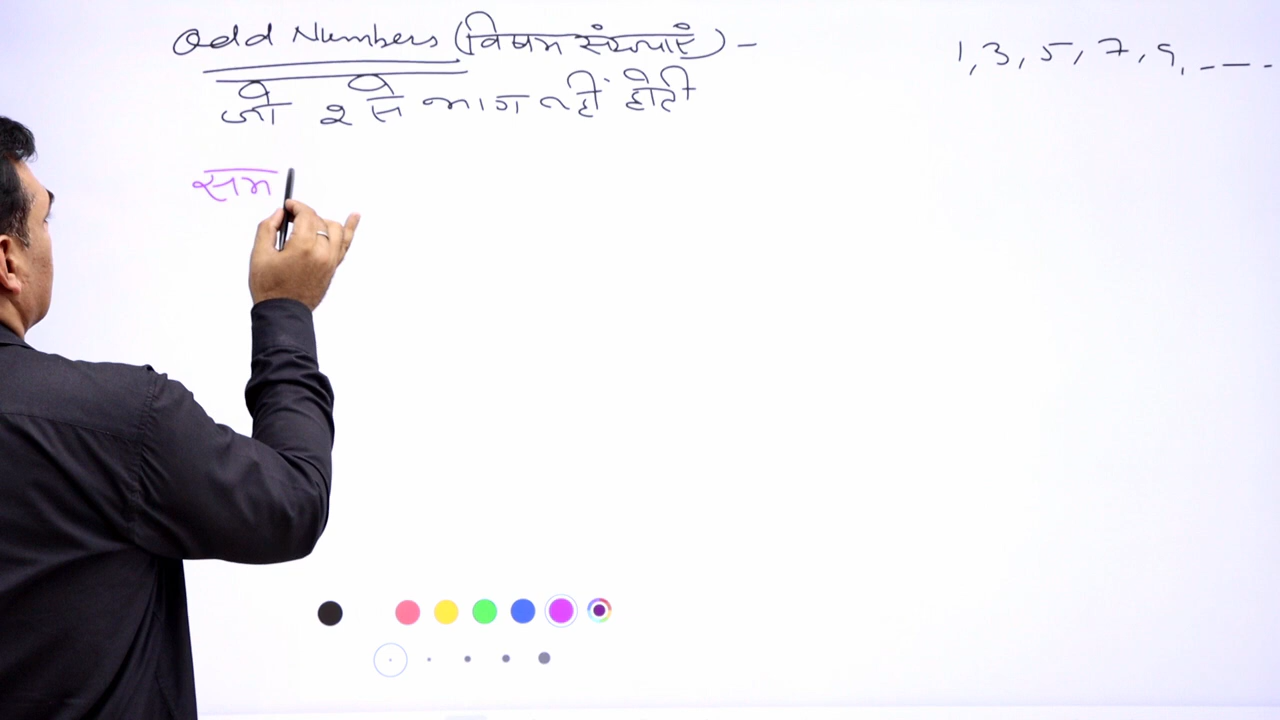 Odd Numbers (विषम संख्याएं) -
1, 3, 5, 7, 9, -----
जो 2 से भाग नहीं होती
सम